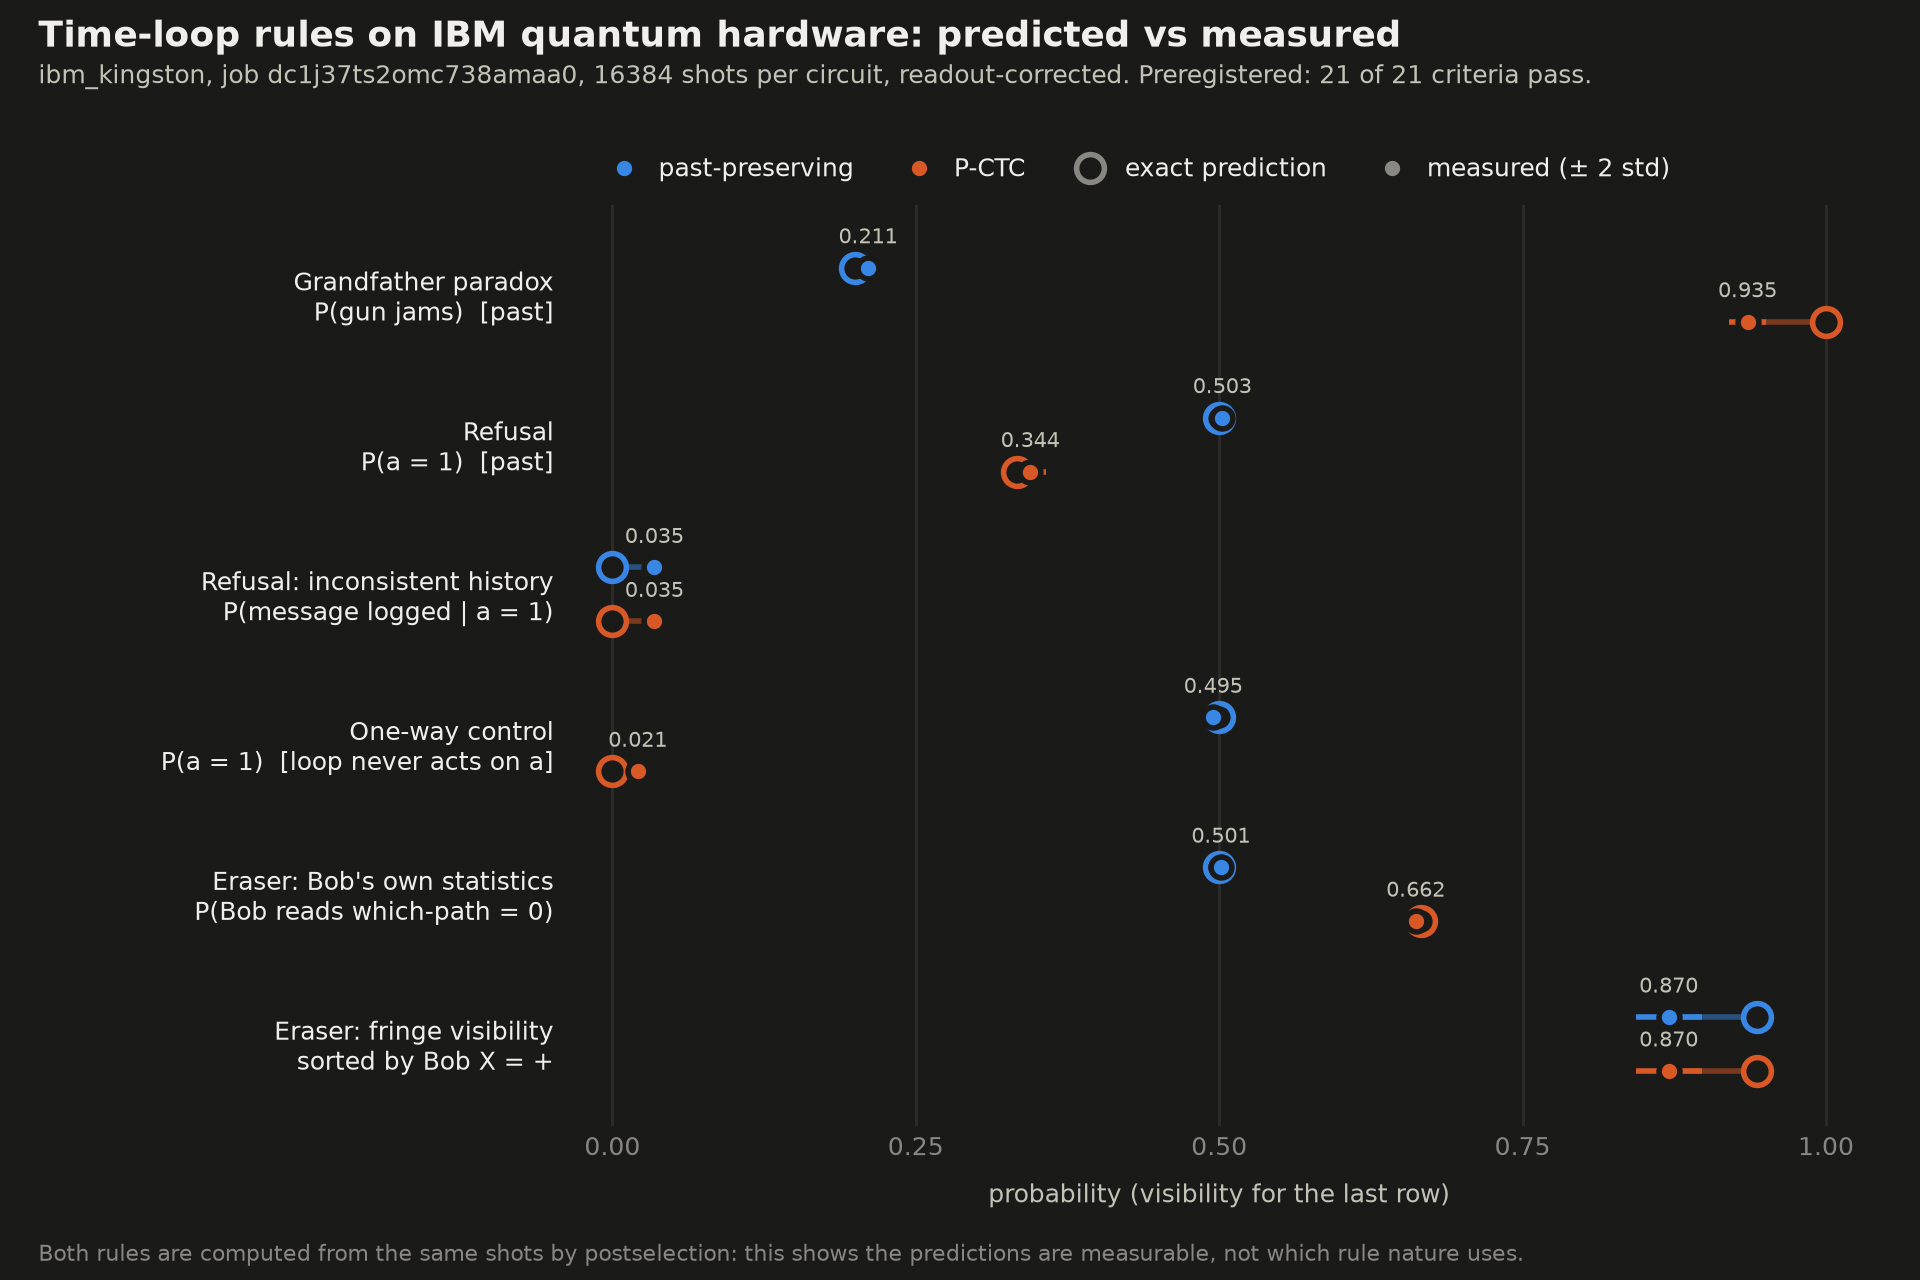 Time-loop rules on IBM quantum hardware: predicted vs measured
ibm_kingston, job dc1j37ts2omc738amaa0, 16384 shots per circuit, readout-corrected. Preregistered: 21 of 21 criteria pass.
past-preserving P-CTC exact prediction measured (± 2 std)
0.211
Grandfather paradox
P(gun jams) [past]
0.935
0.503
Refusal
P(a = 1) [past]
0.344
0.035
Refusal: inconsistent history
P(message logged | a = 1)
0.035
0.495
One-way control
P(a = 1) [loop never acts on a]
0.021
0.501
Eraser: Bob's own statistics
P(Bob reads which-path = 0)
0.662
0.870
Eraser: fringe visibility
sorted by Bob X = +
0.870
0.00 0.25 0.50 0.75 1.00
probability (visibility for the last row)
Both rules are computed from the same shots by postselection: this shows the predictions are measurable, not which rule nature uses.